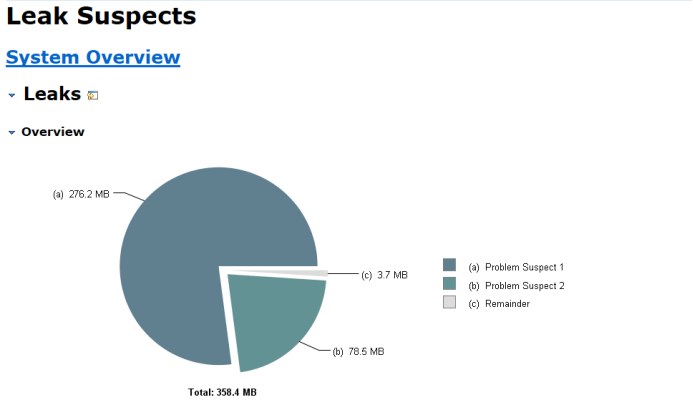 Leak Suspects
System Overview
Leaks
Overview
(a) 276.2 MB
(c) 3.7 MB
(b) 78.5 MB
(a) Problem Suspect 1
(b) Problem Suspect 2
(c) Remainder
Total: 358.4 MB